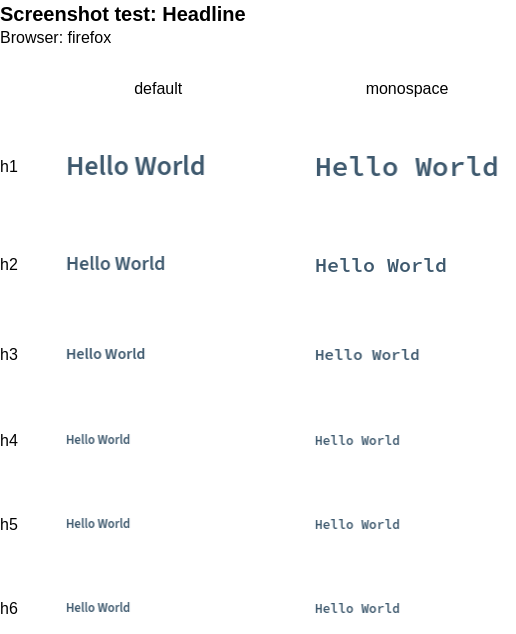 Screenshot test: Headline
Browser: firefox
default monospace
h1 Hello World Hello World
h2 Hello World Hello World
h3 Hello World Hello World
h4 Hello World Hello World
h5 Hello World Hello World
h6 Hello World Hello World